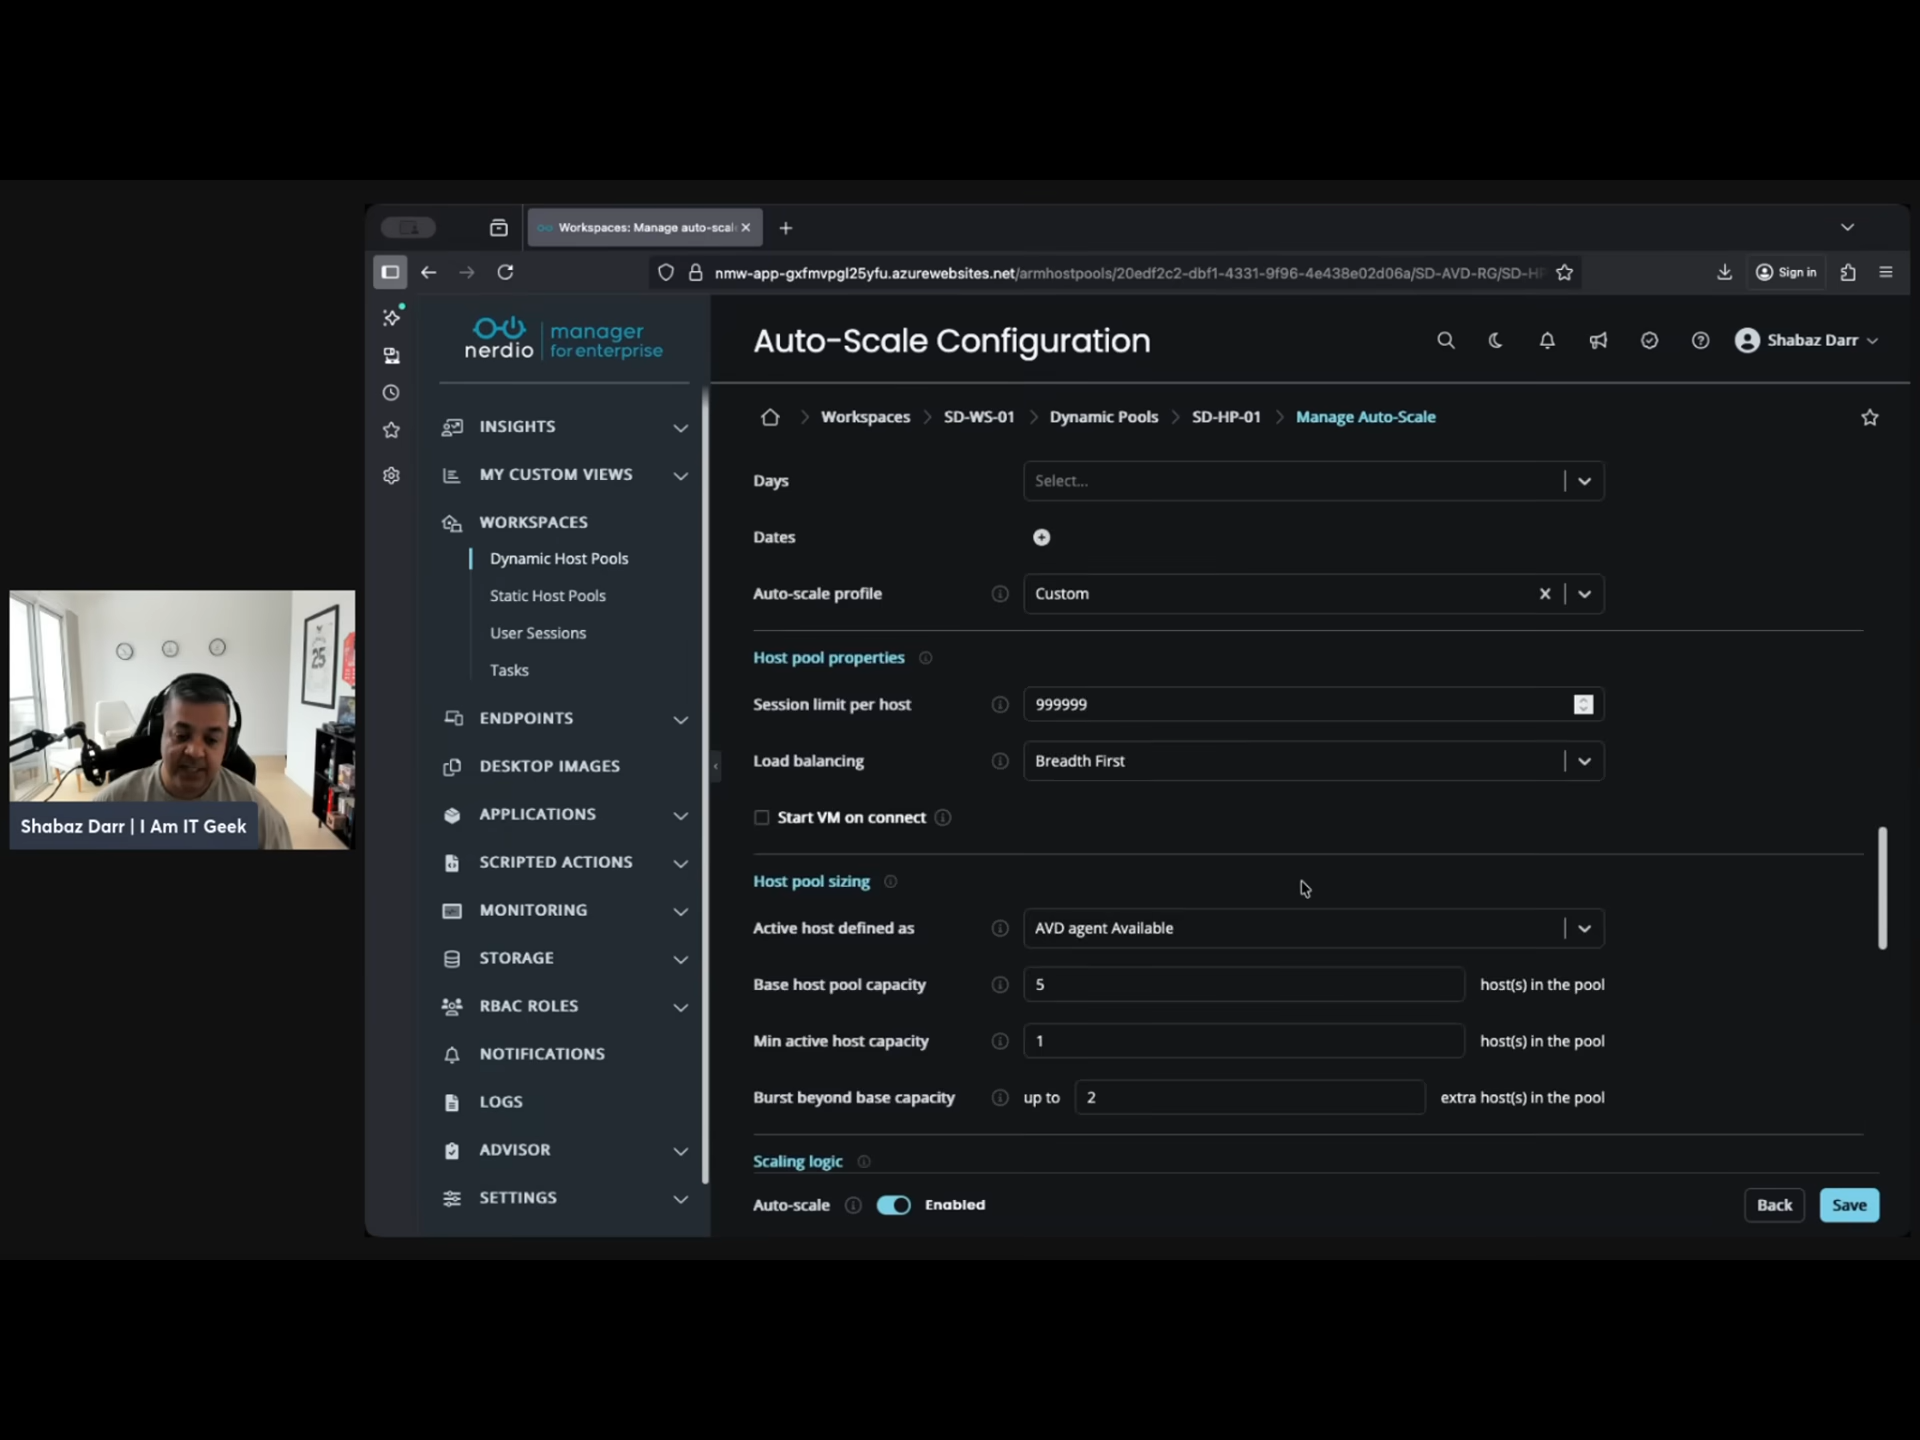 Workspaces: Manage auto-scal
nmw-app-gxfmvpgl25yfu.azurewebsites.net/armhostpools/20edf2c2-dbf1-4331-9f96-4e438e02d06a/SD-AVD-RG/SD-H
Sign in
nerdio
manager
for enterprise
Auto-Scale Configuration
Shabaz Darr
Workspaces
SD-WS-01
Dynamic Pools
SD-HP-01
Manage Auto-Scale
INSIGHTS
MY CUSTOM VIEWS
WORKSPACES
Dynamic Host Pools
Static Host Pools
User Sessions
Tasks
ENDPOINTS
DESKTOP IMAGES
APPLICATIONS
SCRIPTED ACTIONS
MONITORING
STORAGE
RBAC ROLES
NOTIFICATIONS
LOGS
ADVISOR
SETTINGS
Days Select...
Dates
Auto-scale profile Custom
Host pool properties
Session limit per host 999999
Load balancing Breadth First
Start VM on connect
Host pool sizing
Active host defined as AVD agent Available
Base host pool capacity 5 host(s) in the pool
Min active host capacity 1 host(s) in the pool
Burst beyond base capacity up to 2 extra host(s) in the pool
Scaling logic
Auto-scale Enabled
Back
Save
25
Shabaz Darr | I Am IT Geek